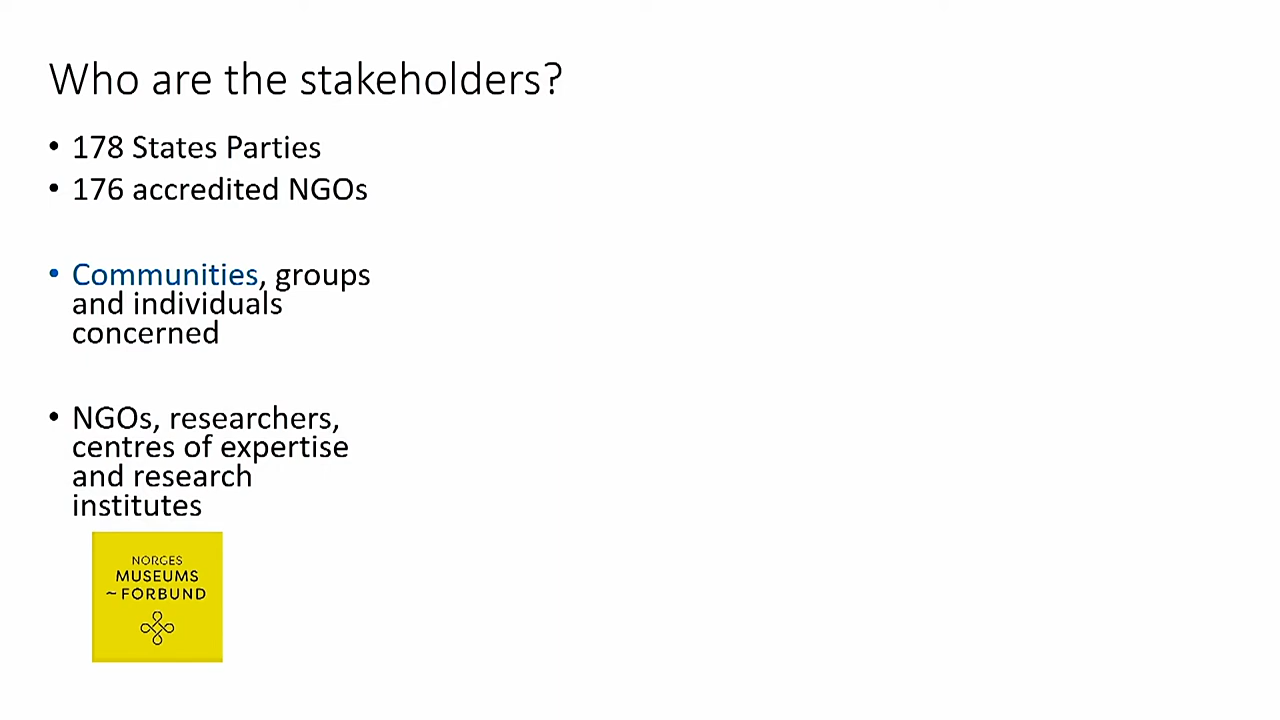 Who are the stakeholders?
• 178 States Parties
• 176 accredited NGOs
• Communities, groups
and individuals
concerned
• NGOs, researchers,
centres of expertise
and research
institutes
NORGES
MUSEUMS
~FORBUND